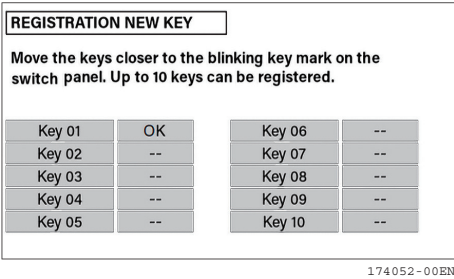 REGISTRATION NEW KEY
Move the keys closer to the blinking key mark on the
switch panel. Up to 10 keys can be registered.
Key 01 OK Key 06 --
Key 02 -- Key 07 --
Key 03 -- Key 08 --
Key 04 -- Key 09 --
Key 05 -- Key 10 --
174052-00EN